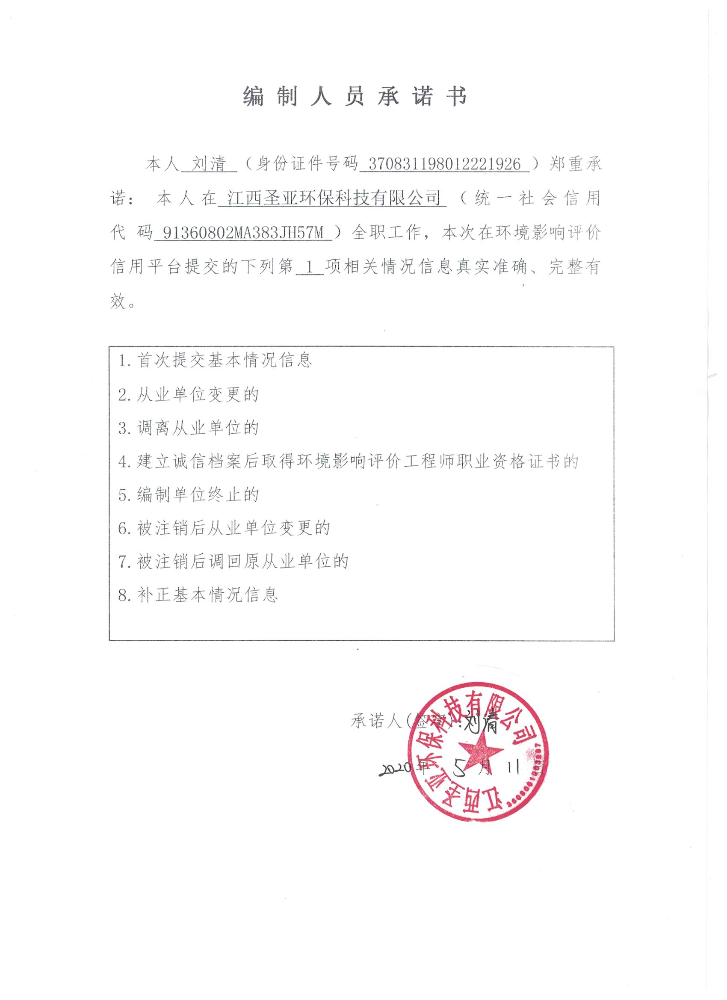 编制人员承诺书
本人 刘清 （身份证件号码 370831198012221926 ）郑重承
诺： 本人在 江西圣亚环保科技有限公司 （统一社会信用
代码 91360802MA383JH57M ）全职工作，本次在环境影响评价
信用平台提交的下列第 1 项相关情况信息真实准确、完整有
效。
1. 首次提交基本情况信息
2. 从业单位变更的
3. 调离从业单位的
4. 建立诚信档案后取得环境影响评价工程师职业资格证书的
5. 编制单位终止的
6. 被注销后从业单位变更的
7. 被注销后调回原从业单位的
8. 补正基本情况信息
承诺人(签字):刘清
2020年 5月 11日
江西圣亚环保科技有限公司